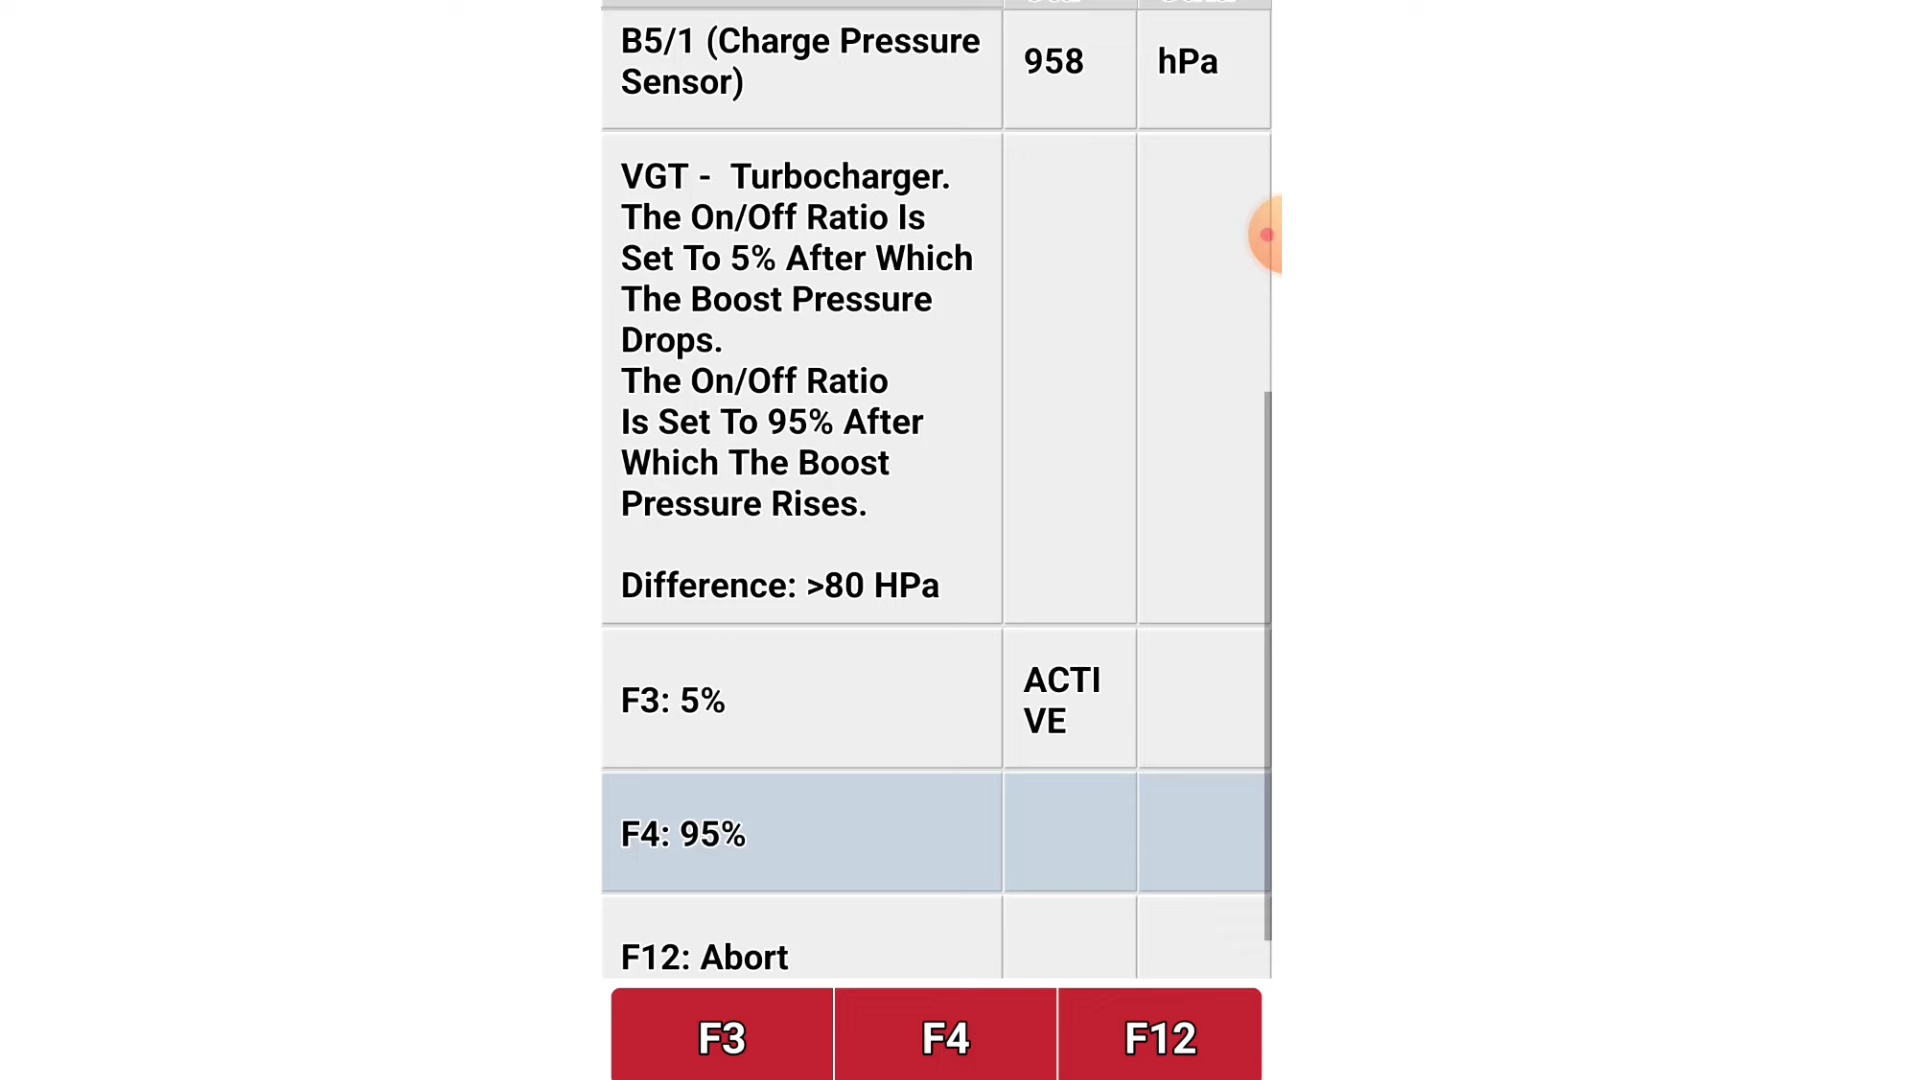 B5/1 (Charge Pressure
Sensor)
958
hPa
VGT -  Turbocharger.
The On/Off Ratio Is
Set To 5% After Which
The Boost Pressure
Drops.
The On/Off Ratio
Is Set To 95% After
Which The Boost
Pressure Rises.
Difference: >80 HPa
F3: 5%
ACTI
VE
F4: 95%
F12: Abort
F3
F4
F12